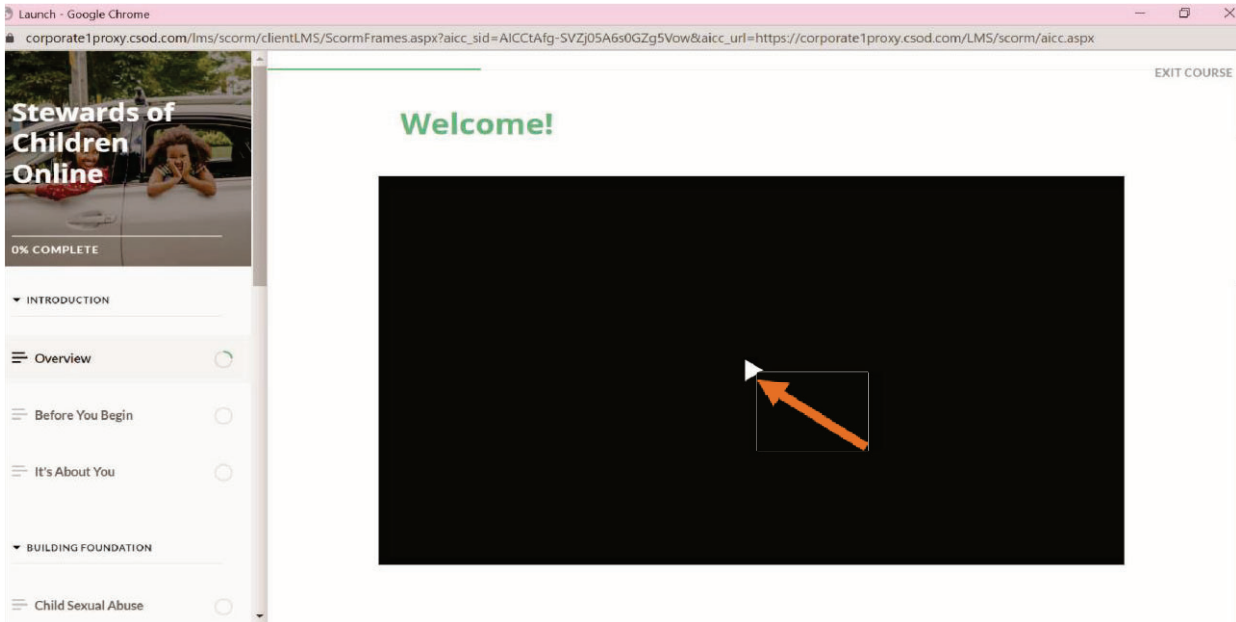 Launch - Google Chrome
corporate1proxy.csod.com/lms/scorm/clientLMS/ScormFrames.aspx?aicc_sid=AICCtAfg-SVZj05A6s0GZg5Vow&aicc_url=https://corporate1proxy.csod.com/LMS/scorm/aicc.aspx
EXIT COURSE
Stewards of
Children
Online
0% COMPLETE
Welcome!
INTRODUCTION
Overview
Before You Begin
It's About You
BUILDING FOUNDATION
Child Sexual Abuse